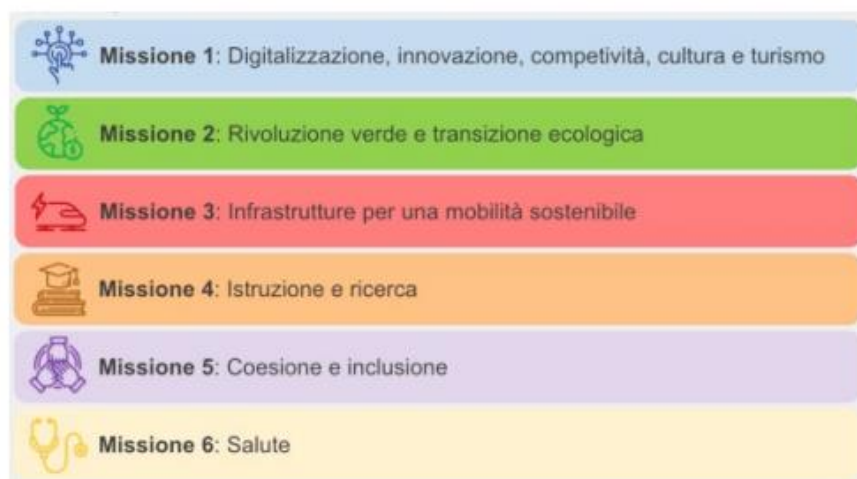 Missione 1: Digitalizzazione, innovazione, competività, cultura e turismo
Missione 2: Rivoluzione verde e transizione ecologica
Missione 3: Infrastrutture per una mobilità sostenibile
Missione 4: Istruzione e ricerca
Missione 5: Coesione e inclusione
Missione 6: Salute